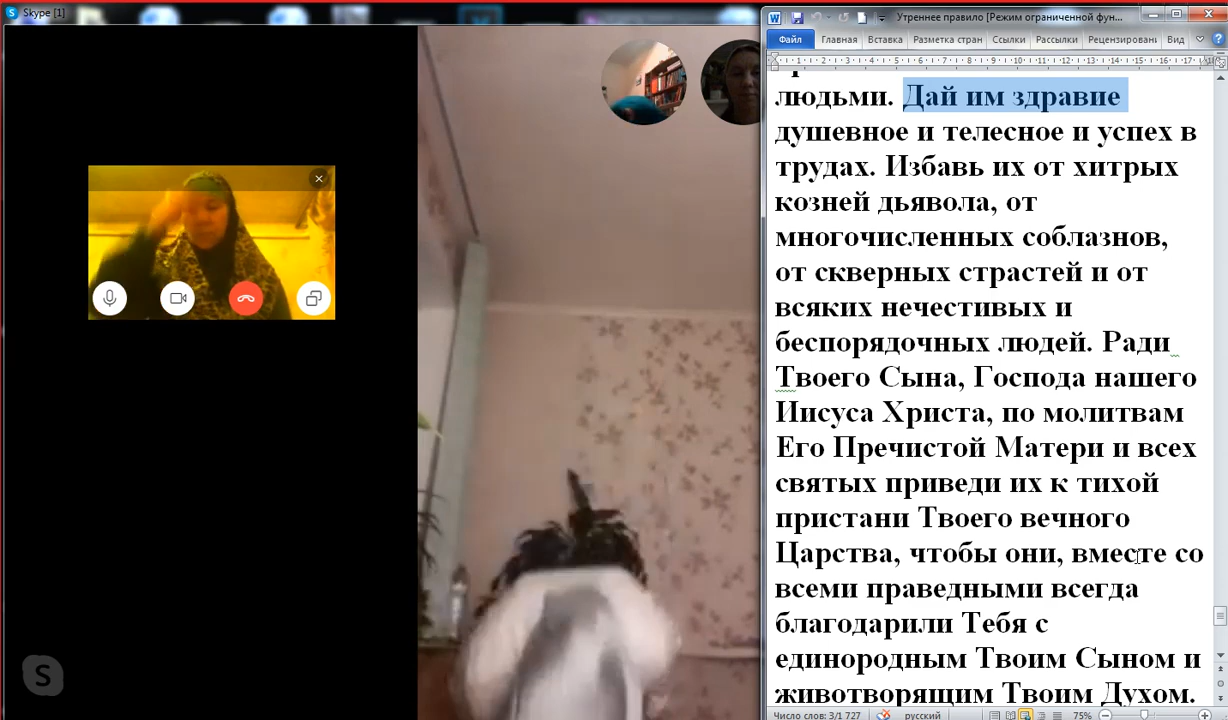 Skype [1]
Утреннее правило [Режим ограниченной фун...
Файл
Главная
Вставка
Разметка стран
Ссылки
Рассылки
Рецензировани
Вид
людьми. Дай им здравие
душевное и телесное и успех в
трудах. Избавь их от хитрых
козней дьявола, от
многочисленных соблазнов,
от скверных страстей и от
всяких нечестивых и
беспорядочных людей. Ради
Твоего Сына, Господа нашего
Иисуса Христа, по молитвам
Его Пречистой Матери и всех
святых приведи их к тихой
пристани Твоего вечного
Царства, чтобы они, вместе со
всеми праведными всегда
благодарили Тебя с
единородным Твоим Сыном и
животворящим Твоим Духом.
Число слов: 3/1 727
русский
75%